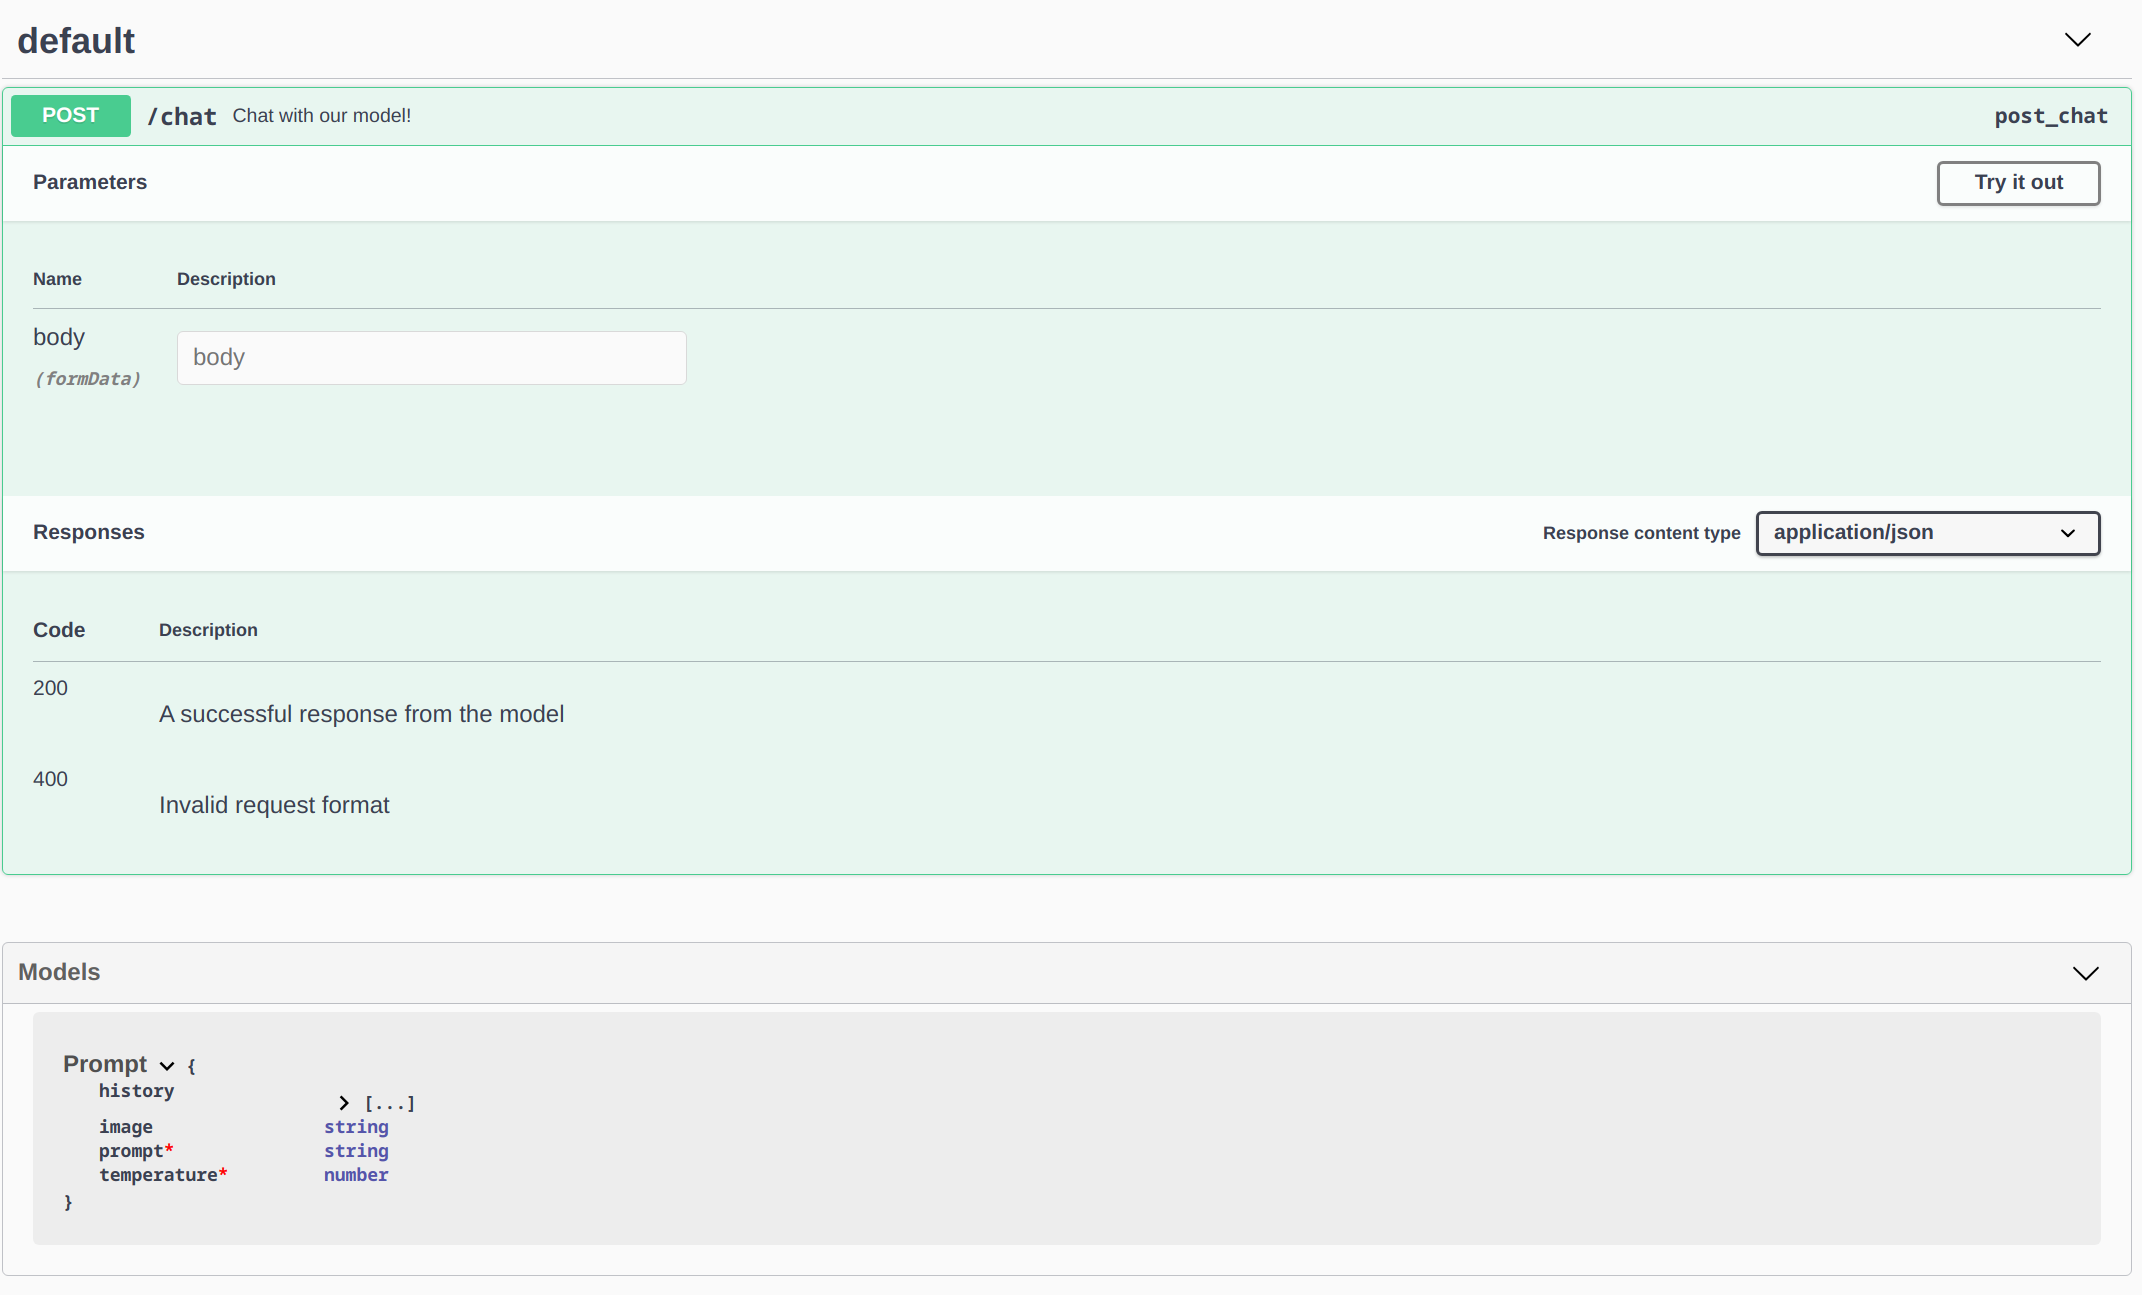 default
POST /chat Chat with our model! post_chat
Parameters Try it out
Name Description
body body
(formData)
Responses Response content type application/json
Code Description
200
A successful response from the model
400
Invalid request format
Models
Prompt {
history
[...]
image string
prompt* string
temperature* number
}